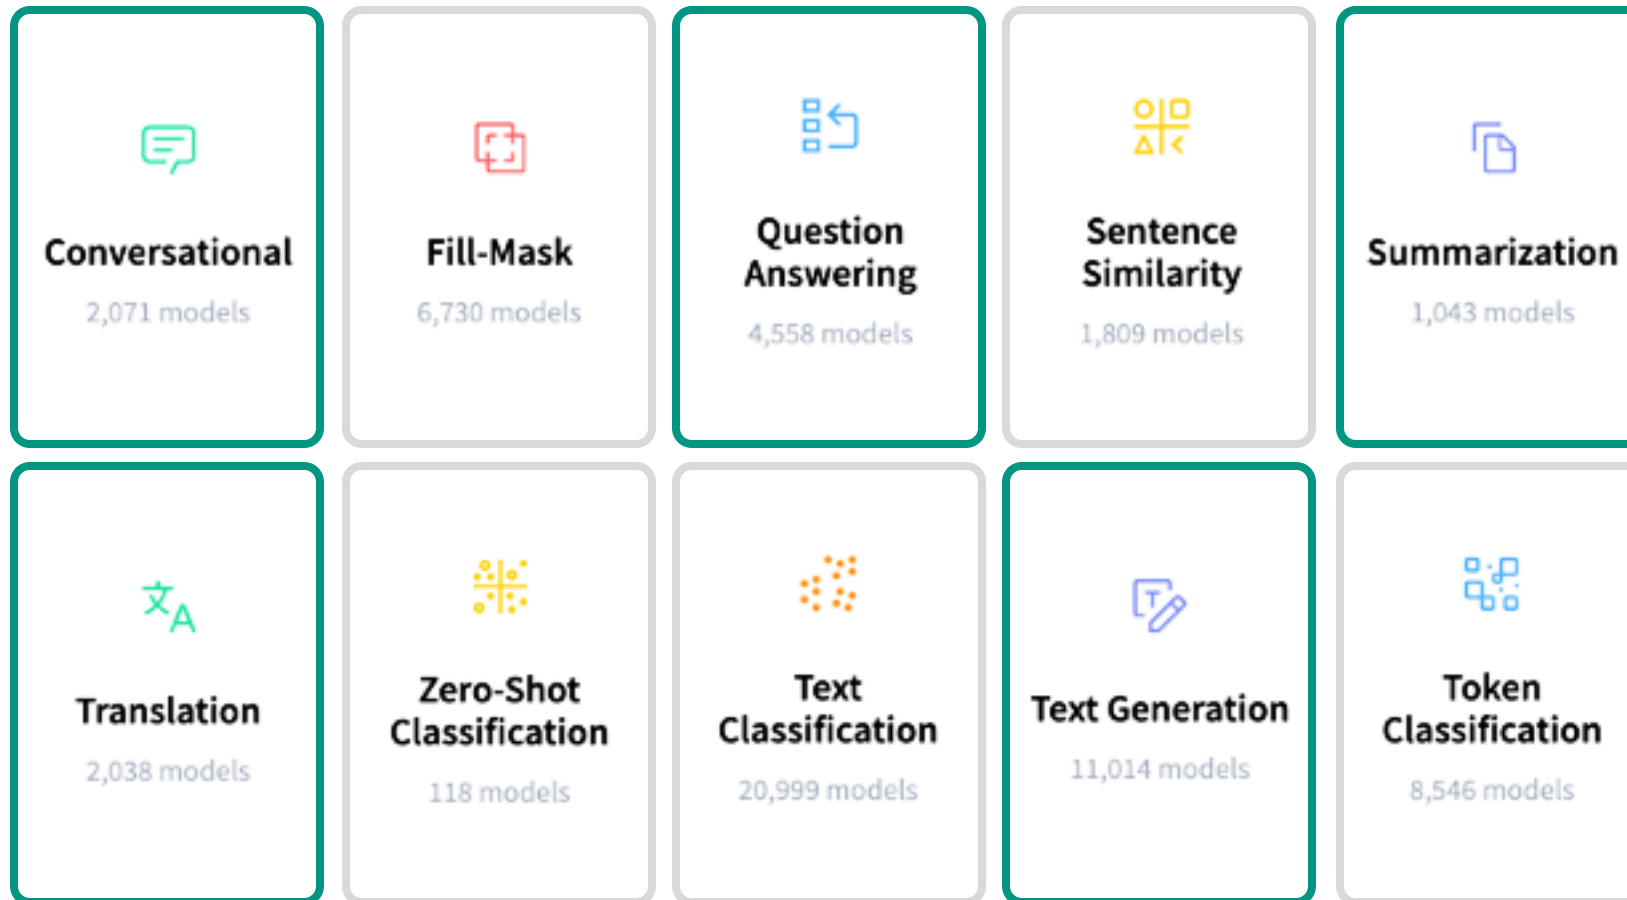 Conversational
2,071 models
Fill-Mask
6,730 models
Question
Answering
4,558 models
Sentence
Similarity
1,809 models
Summarization
1,043 models
Translation
2,038 models
Zero-Shot
Classification
118 models
Text
Classification
20,999 models
Text Generation
11,014 models
Token
Classification
8,546 models